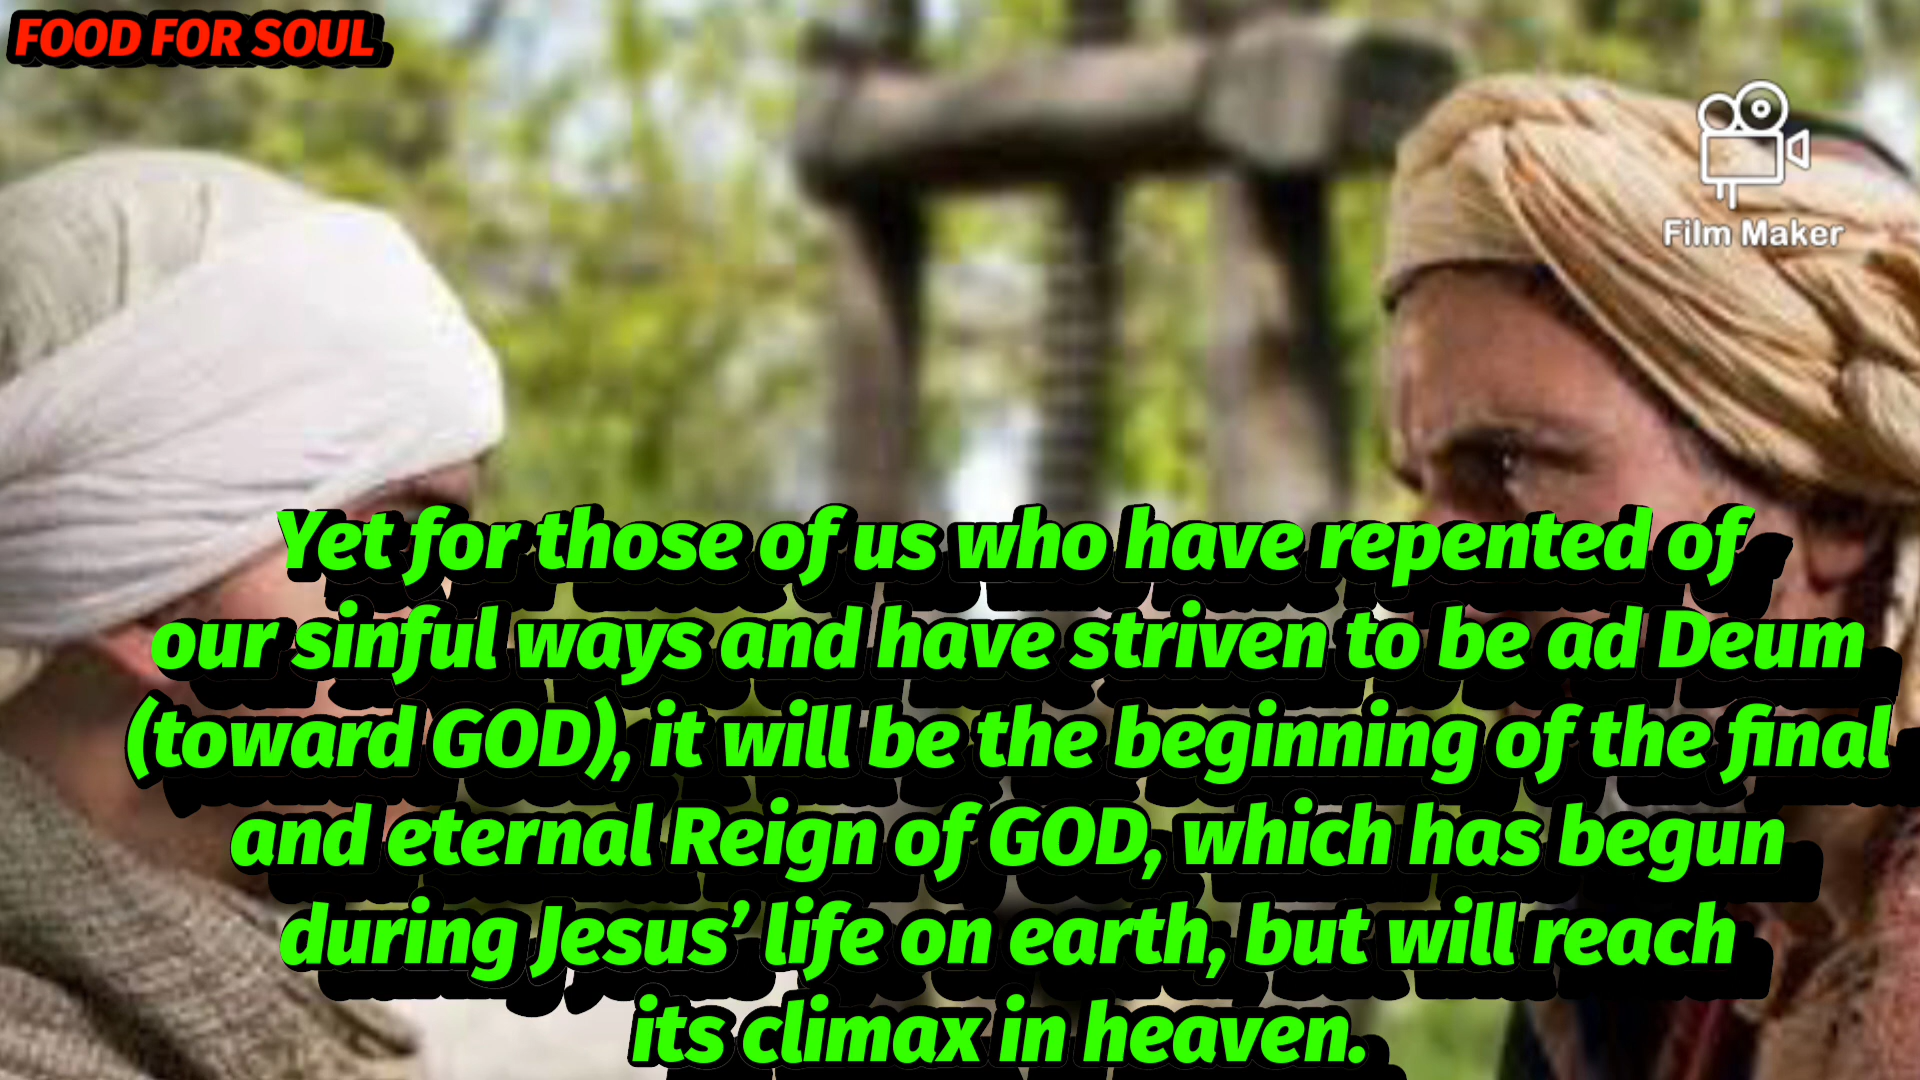 FOOD FOR SOUL
Film Maker
Yet for those of us who have repented of
our sinful ways and have striven to be ad Deum
(toward GOD), it will be the beginning of the final
and eternal Reign of GOD, which has begun
during Jesus’ life on earth, but will reach
its climax in heaven.